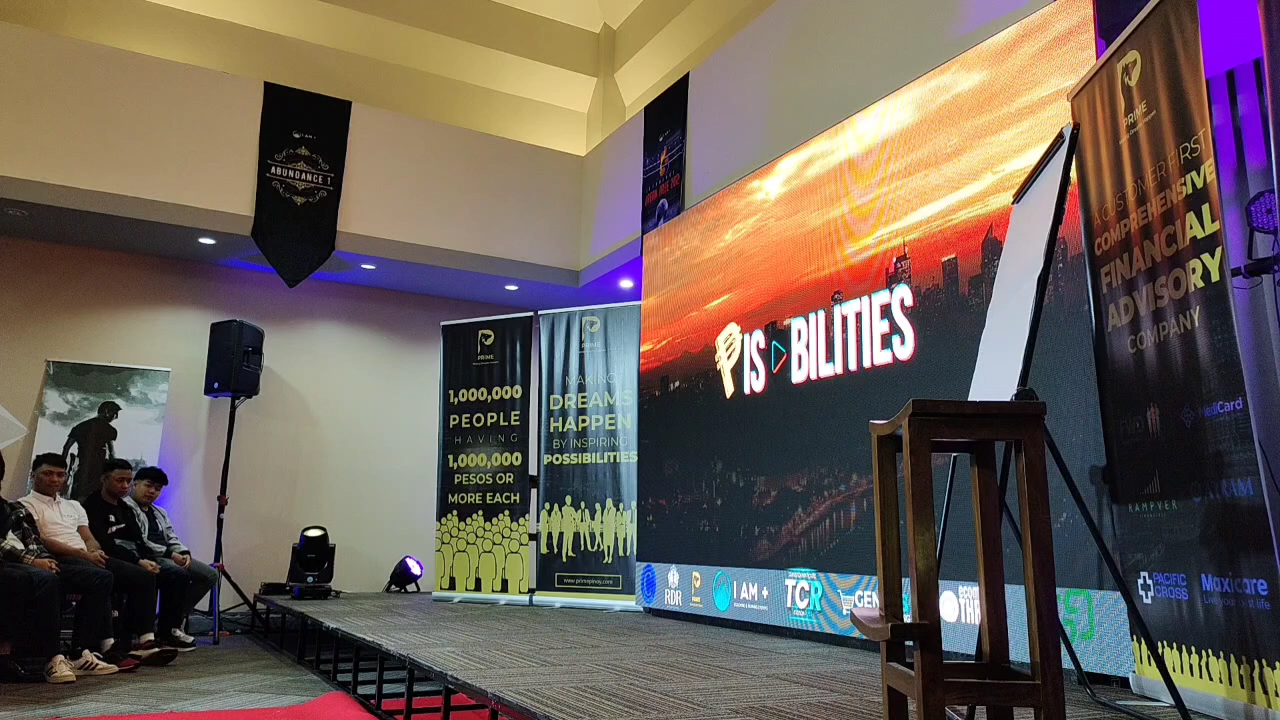 I AM +
ABUNDANCE 1
PRIME
1,000,000
PEOPLE
HAVING
1,000,000
PESOS OR
MORE EACH
PRIME
MAKING
DREAMS
HAPPEN
BY INSPIRING
POSSIBILITIES
www.primepinoy.com
₱IS BILITIES
RDR
I AM +
TCR
GEN
THR
PRIME
A CUSTOMER FIRST
COMPREHENSIVE
FINANCIAL
ADVISORY
COMPANY
MediCard
RAMPVER
PACIFIC
CROSS
Maxicare